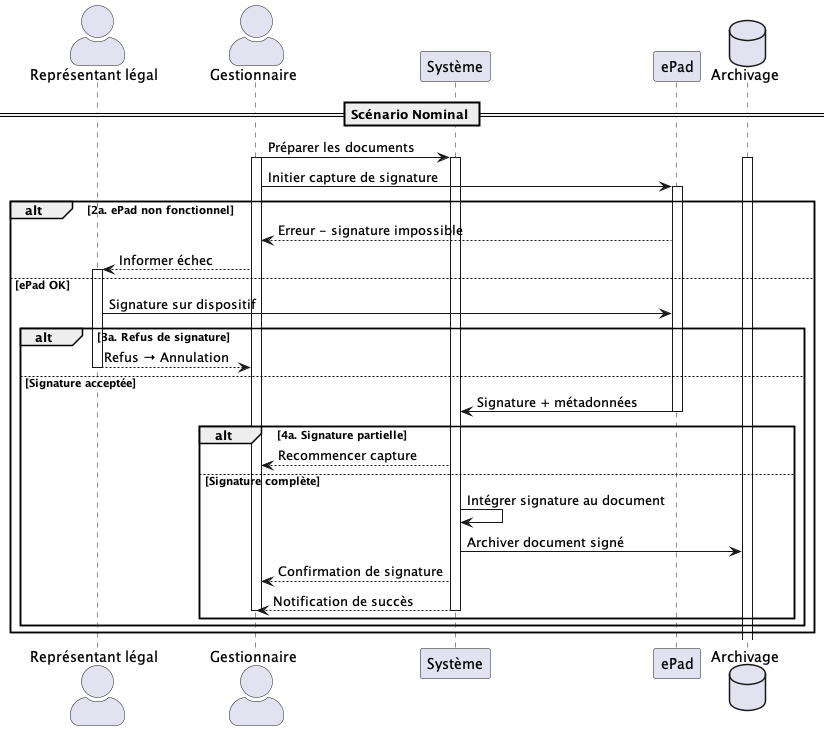 Représentant légal
Gestionnaire
Système
ePad
Archivage
Scénario Nominal
Préparer les documents
Initier capture de signature
alt [2a. ePad non fonctionnel]
Erreur - signature impossible
Informer échec
[ePad OK]
Signature sur dispositif
alt [3a. Refus de signature]
Refus → Annulation
[Signature acceptée]
Signature + métadonnées
alt [4a. Signature partielle]
Recommencer capture
[Signature complète]
Intégrer signature au document
Archiver document signé
Confirmation de signature
Notification de succès
Représentant légal
Gestionnaire
Système
ePad
Archivage